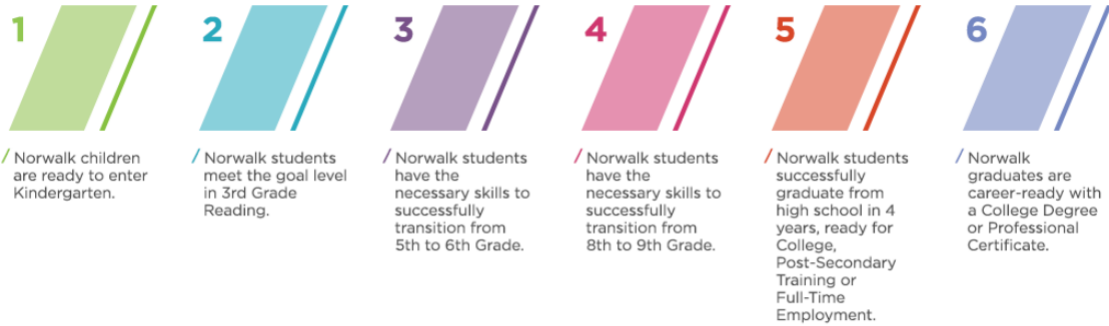 1
/ Norwalk children
are ready to enter
Kindergarten.
2
/ Norwalk students
meet the goal level
in 3rd Grade
Reading.
3
/ Norwalk students
have the
necessary skills to
successfully
transition from
5th to 6th Grade.
4
/ Norwalk students
have the
necessary skills to
successfully
transition from
8th to 9th Grade.
5
/ Norwalk students
successfully
graduate from
high school in 4
years, ready for
College,
Post-Secondary
Training or
Full-Time
Employment.
6
/ Norwalk
graduates are
career-ready with
a College Degree
or Professional
Certificate.